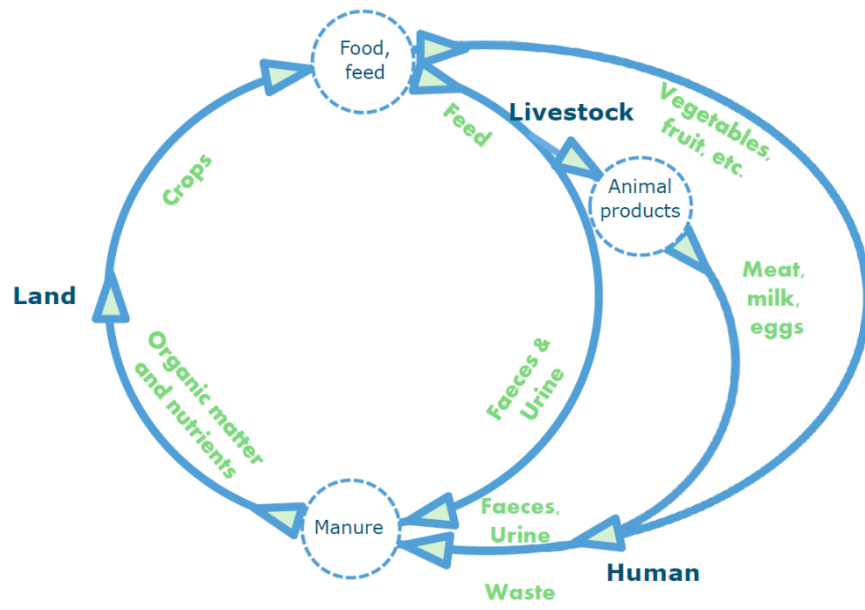 Food,
feed
Livestock
Feed
Vegetables,
fruit, etc.
Crops
Animal
products
Land
Meat,
milk,
eggs
Organic matter
and nutrients
Faeces &
Urine
Manure
Faeces,
Urine
Human
Waste